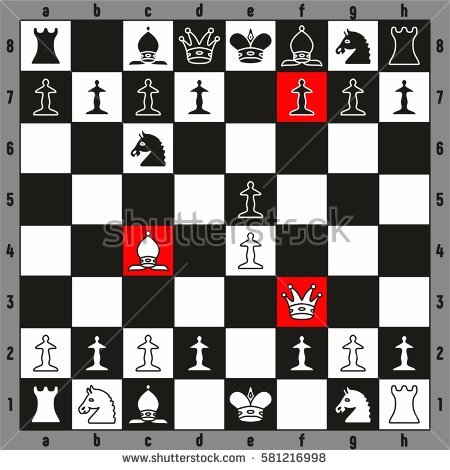 a b c d e f g h
8 8
7 7
6 6
5 5
shutterstock
4 4
3 3
2 2
1 1
a b c d e f g h
www.shutterstock.com · 581216998